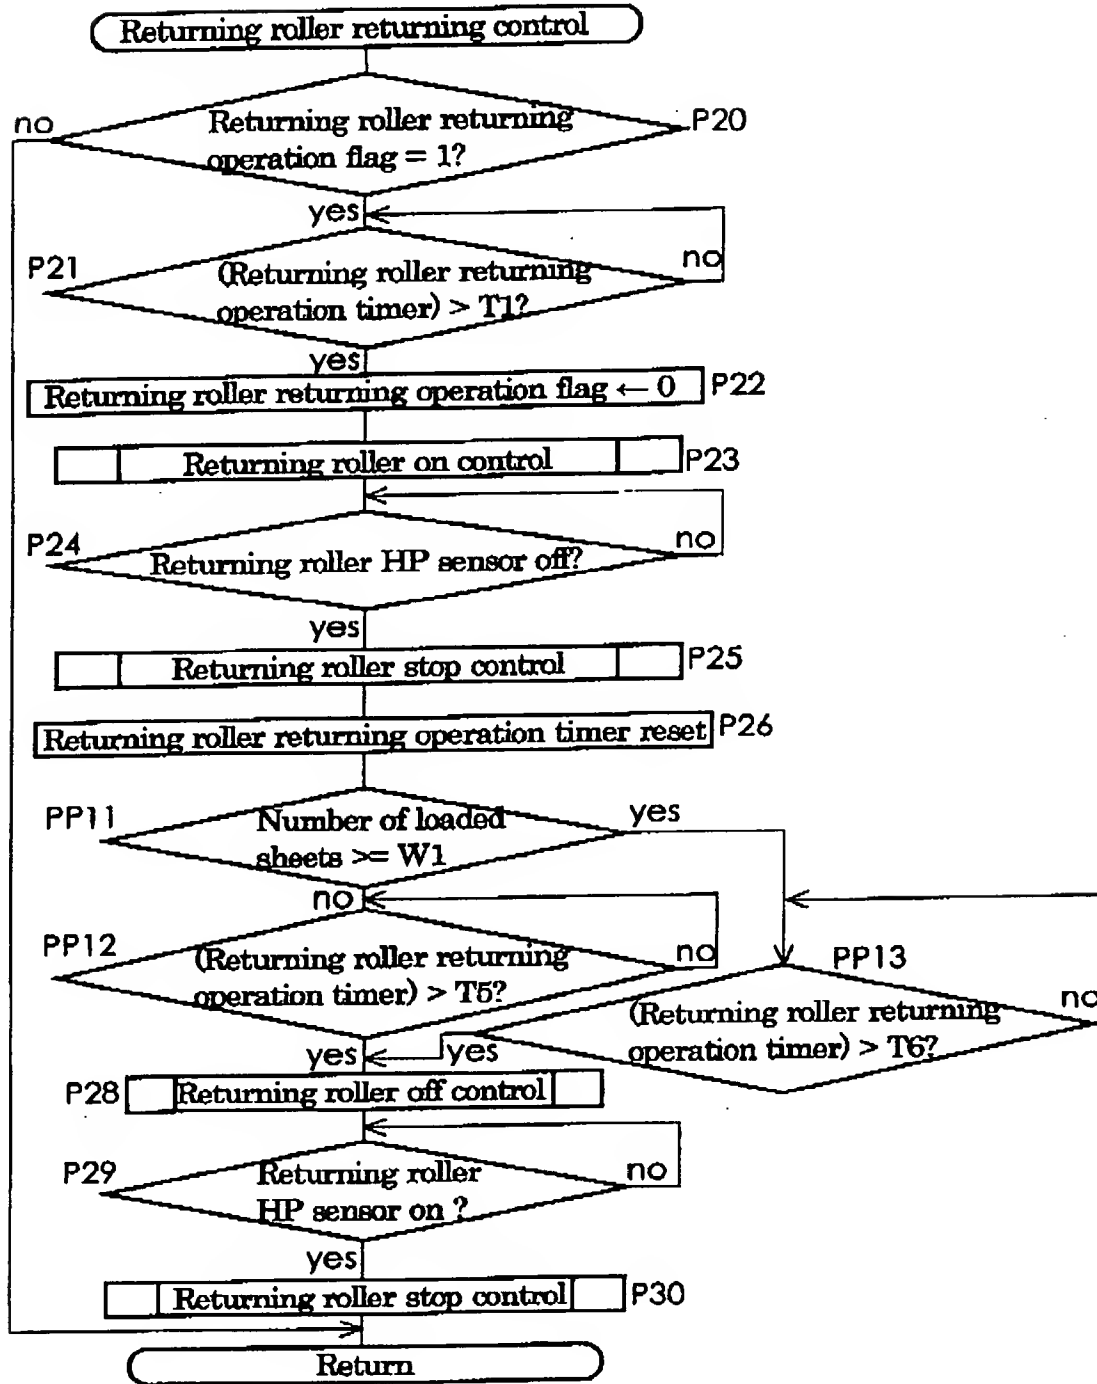 Returning roller returning control
no
Returning roller returning
operation flag = 1?
P20
yes
P21
(Returning roller returning
operation timer) > T1?
no
yes
Returning roller returning operation flag ← 0
P22
Returning roller on control
P23
P24
Returning roller HP sensor off?
no
yes
Returning roller stop control
P25
Returning roller returning operation timer reset
P26
PP11
Number of loaded
sheets >= W1
yes
no
PP12
(Returning roller returning
operation timer) > T5?
no
PP13
(Returning roller returning
operation timer) > T6?
no
yes
yes
P28
Returning roller off control
P29
Returning roller
HP sensor on ?
no
yes
Returning roller stop control
P30
Return